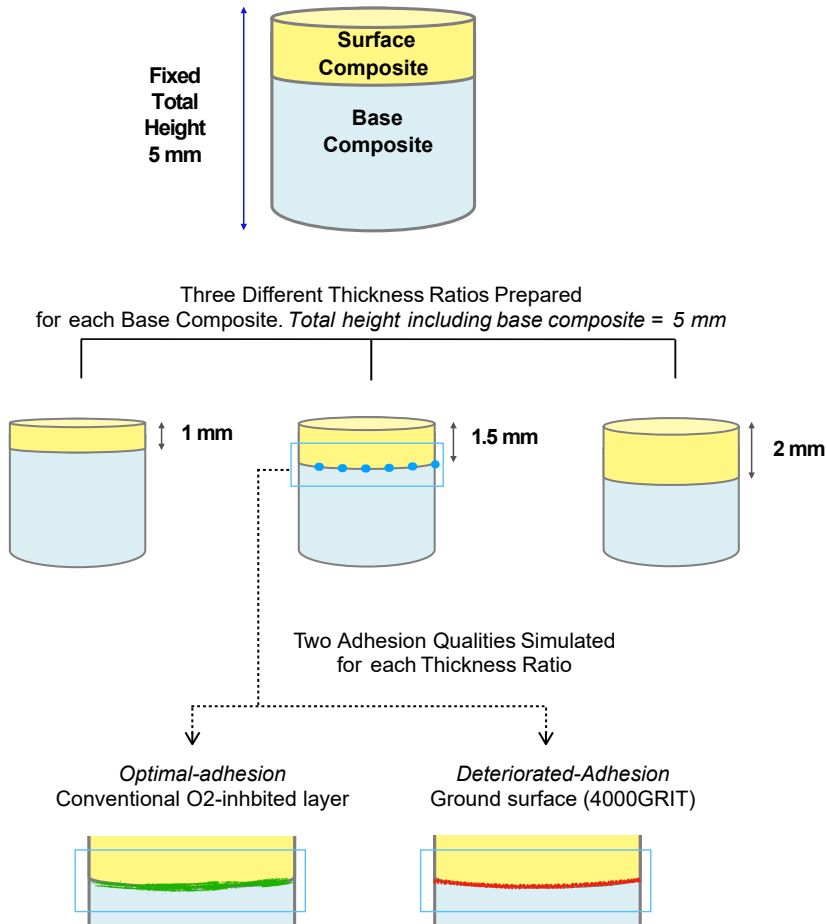 Surface
Composite
Fixed
Total
Height
5 mm
Base
Composite
Three Different Thickness Ratios Prepared
for each Base Composite. Total height including base composite = 5 mm
1 mm
1.5 mm
2 mm
Two Adhesion Qualities Simulated
for each Thickness Ratio
Optimal-adhesion
Conventional O2-inhbited layer
Deteriorated-Adhesion
Ground surface (4000GRIT)